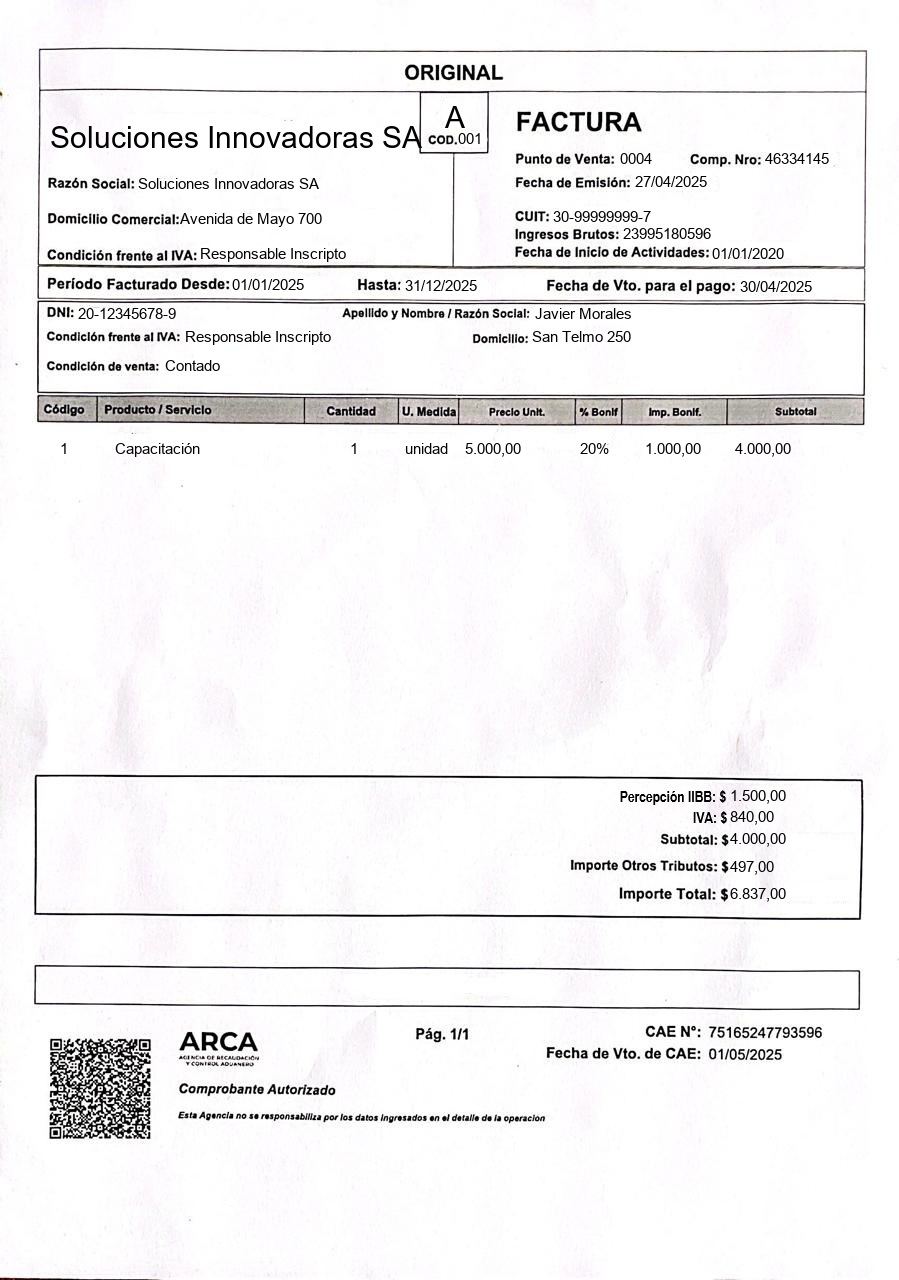 ORIGINAL
Soluciones Innovadoras SA
A
COD.001
FACTURA
Punto de Venta: 0004 Comp. Nro: 46334145
Razón Social: Soluciones Innovadoras SA
Fecha de Emisión: 27/04/2025
Domicilio Comercial:Avenida de Mayo 700
CUIT: 30-99999999-7
Ingresos Brutos: 23995180596
Condición frente al IVA: Responsable Inscripto
Fecha de Inicio de Actividades: 01/01/2020
Período Facturado Desde: 01/01/2025 Hasta: 31/12/2025 Fecha de Vto. para el pago: 30/04/2025
DNI: 20-12345678-9 Apellido y Nombre / Razón Social: Javier Morales
Condición frente al IVA: Responsable Inscripto Domicilio: San Telmo 250
Condición de venta: Contado
Código Producto / Servicio Cantidad U. Medida Precio Unit. % Bonif Imp. Bonif. Subtotal
1 Capacitación 1 unidad 5.000,00 20% 1.000,00 4.000,00
Percepción IIBB: $ 1.500,00
IVA: $ 840,00
Subtotal: $4.000,00
Importe Otros Tributos: $497,00
Importe Total: $6.837,00
ARCA
AGENCIA DE RECAUDACIÓN
Y CONTROL ADUANERO
Pág. 1/1
CAE N°: 75165247793596
Fecha de Vto. de CAE: 01/05/2025
Comprobante Autorizado
Esta Agencia no se responsabiliza por los datos ingresados en el detalle de la operación